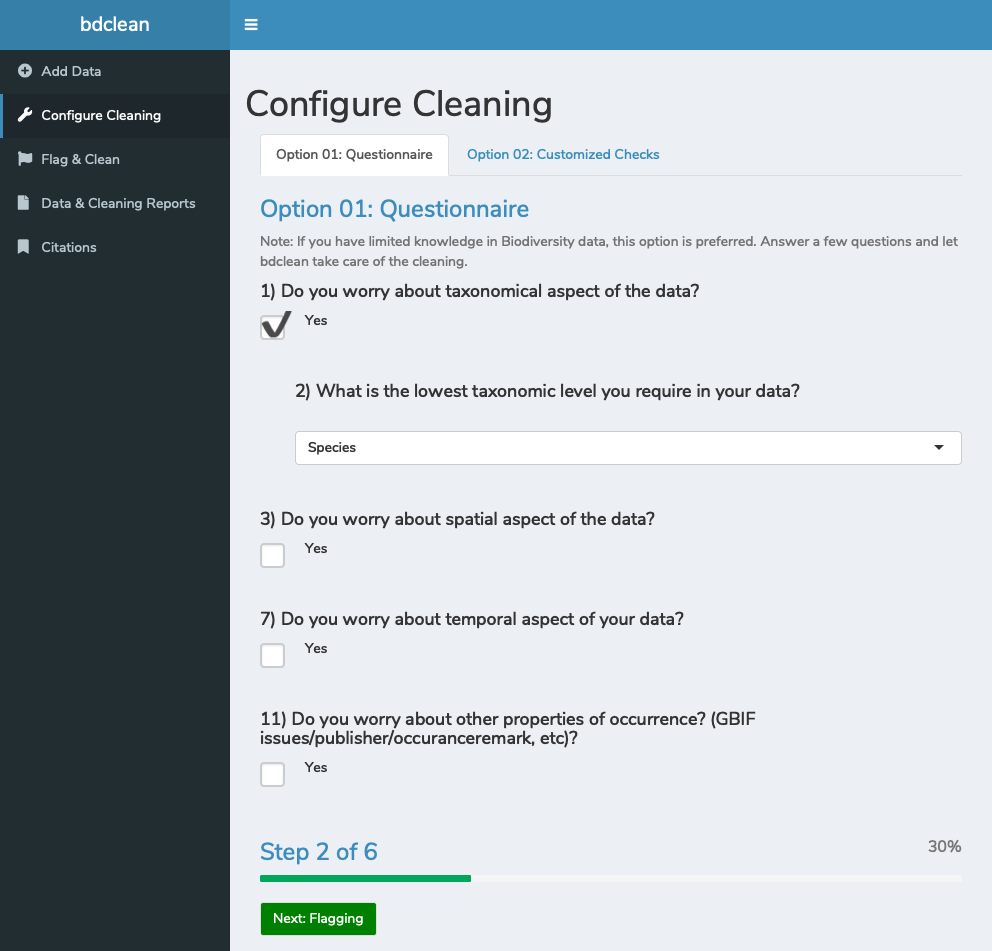 bdclean
Add Data
Configure Cleaning
Flag & Clean
Data & Cleaning Reports
Citations
Configure Cleaning
Option 01: Questionnaire
Option 02: Customized Checks
Option 01: Questionnaire
Note: If you have limited knowledge in Biodiversity data, this option is preferred. Answer a few questions and let
bdclean take care of the cleaning.
1) Do you worry about taxonomical aspect of the data?
Yes
2) What is the lowest taxonomic level you require in your data?
Species
3) Do you worry about spatial aspect of the data?
Yes
7) Do you worry about temporal aspect of your data?
Yes
11) Do you worry about other properties of occurrence? (GBIF
issues/publisher/occuranceremark, etc)?
Yes
Step 2 of 6
30%
Next: Flagging